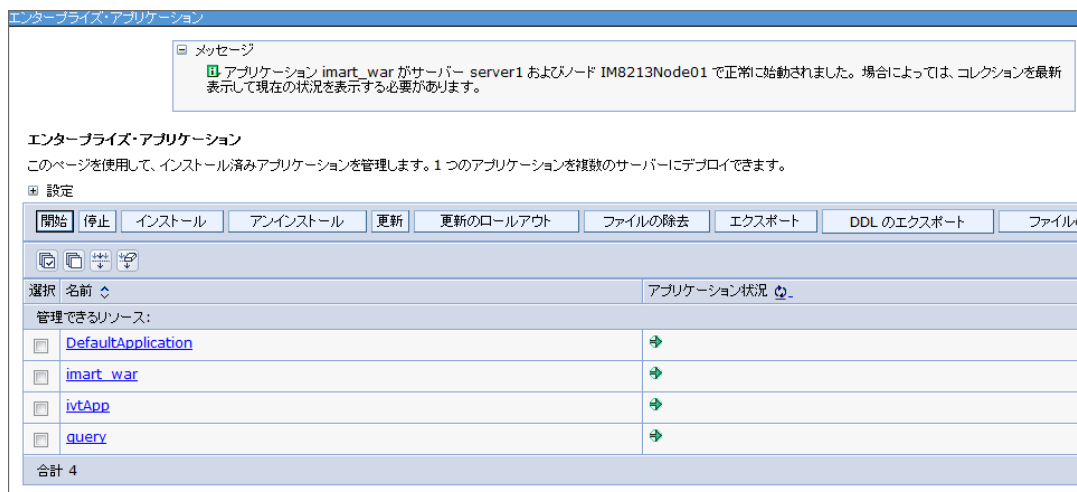 エンタープライズ・アプリケーション
メッセージ
アプリケーション imart_war がサーバー server1 およびノード IM8213Node01 で正常に始動されました。場合によっては、コレクションを最新
表示して現在の状況を表示する必要があります。
エンタープライズ・アプリケーション
このページを使用して、インストール済みアプリケーションを管理します。1 つのアプリケーションを複数のサーバーにデプロイできます。
設定
開始 停止 インストール アンインストール 更新 更新のロールアウト ファイルの除去 エクスポート DDL のエクスポート ファイル
選択 名前 アプリケーション状況
管理できるリソース:
DefaultApplication
imart_war
ivtApp
query
合計 4